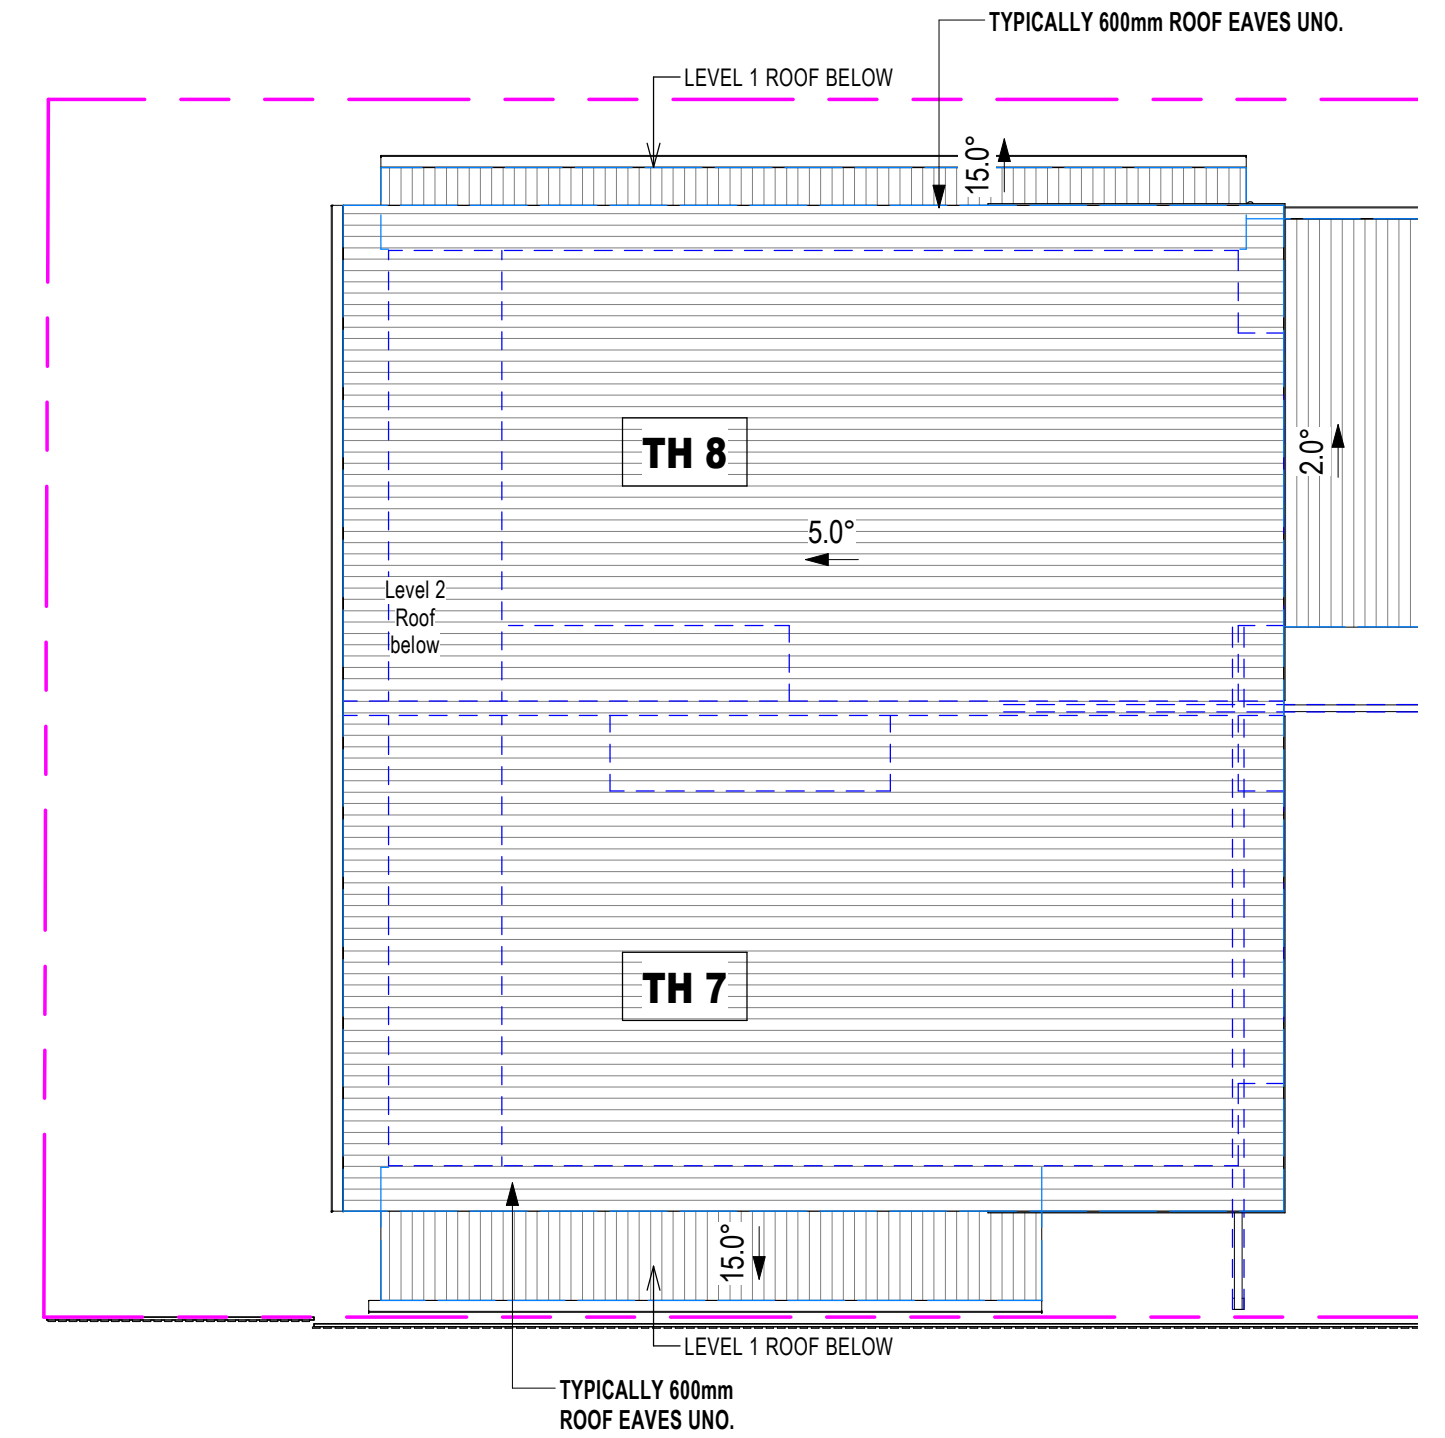 TYPICALLY 600mm ROOF EAVES UNO.
LEVEL 1 ROOF BELOW
15.0°
TH 8
2.0°
5.0°
Level 2
Roof
below
TH 7
15.0°
LEVEL 1 ROOF BELOW
TYPICALLY 600mm
ROOF EAVES UNO.